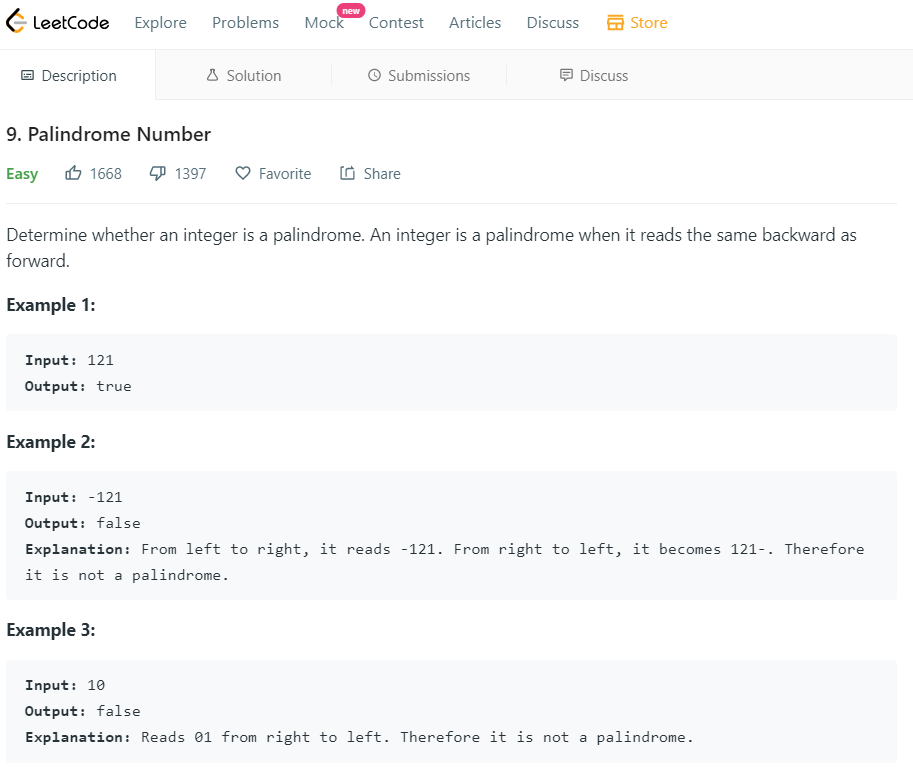 LeetCode Explore Problems Mock new Contest Articles Discuss Store
Description Solution Submissions Discuss
9. Palindrome Number
Easy 1668 1397 Favorite Share
Determine whether an integer is a palindrome. An integer is a palindrome when it reads the same backward as
forward.
Example 1:
Input: 121
Output: true
Example 2:
Input: -121
Output: false
Explanation: From left to right, it reads -121. From right to left, it becomes 121-. Therefore
it is not a palindrome.
Example 3:
Input: 10
Output: false
Explanation: Reads 01 from right to left. Therefore it is not a palindrome.